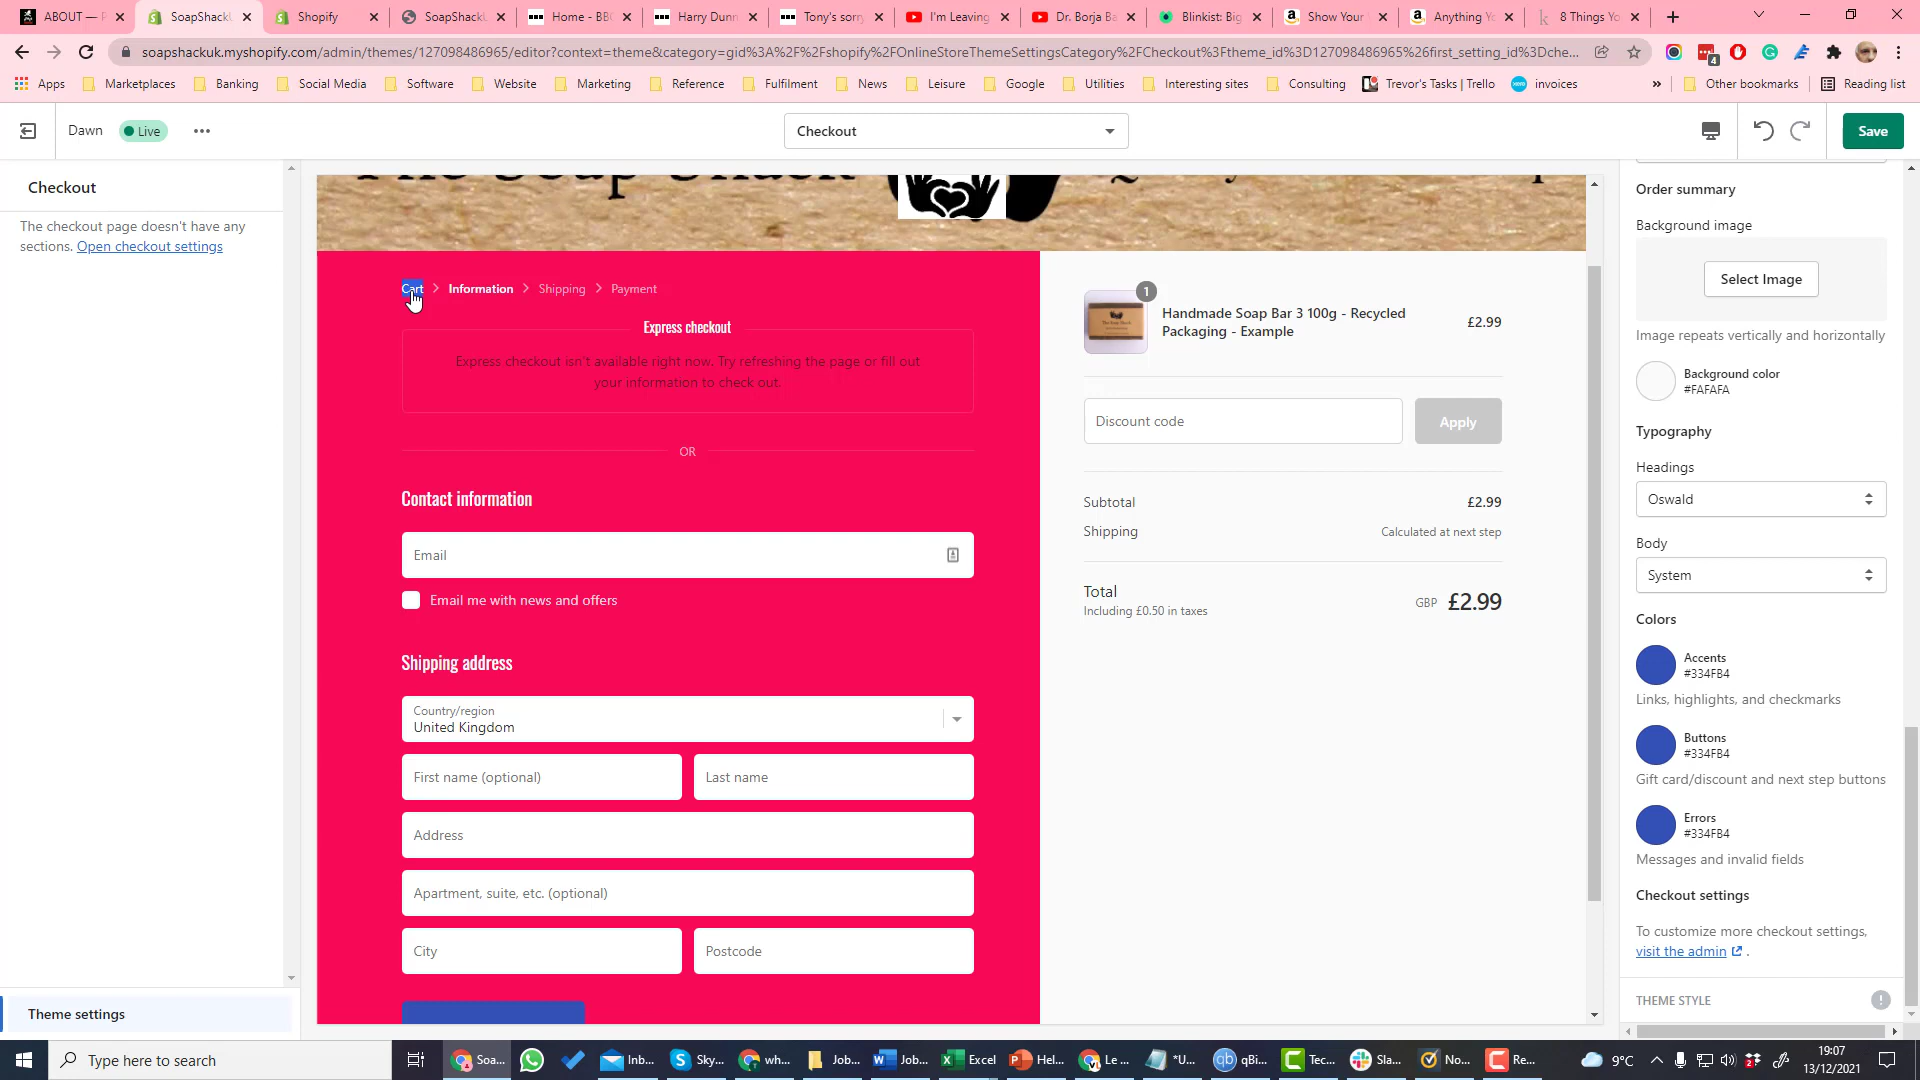 ABOUT — F
SoapShackU
Shopify
SoapShackU
Home - BBC
Harry Dunn
Tony's sorry
I'm Leaving
Dr. Borja Ba
Blinkist: Big
Show Your
Anything Yo
8 Things Yo
soapshackuk.myshopify.com/admin/themes/127098486965/editor?context=theme&category=gid%3A%2F%2Fshopify%2FOnlineStoreThemeSettingsCategory%2FCheckout%3Ftheme_id%3D127098486965%26first_setting_id%3Dche...
4
Apps
Marketplaces
Banking
Social Media
Software
Website
Marketing
Reference
Fulfilment
News
Leisure
Google
Utilities
Interesting sites
Consulting
Trevor's Tasks | Trello
invoices
»
Other bookmarks
Reading list
Dawn
Live
Checkout
Save
Checkout
The checkout page doesn't have any
sections. Open checkout settings
Theme settings
The Soap Shack
Cart > Information > Shipping > Payment
Express checkout
Express checkout isn't available right now. Try refreshing the page or fill out
your information to check out.
OR
Contact information
Email
Email me with news and offers
Shipping address
Country/region
United Kingdom
First name (optional)
Last name
Address
Apartment, suite, etc. (optional)
City
Postcode
1
Handmade Soap Bar 3 100g - Recycled
Packaging - Example
£2.99
Discount code
Apply
Subtotal
£2.99
Shipping
Calculated at next step
Total
Including £0.50 in taxes
GBP £2.99
Order summary
Background image
Select Image
Image repeats vertically and horizontally
Background color
#FAFAFA
Typography
Headings
Oswald
Body
System
Colors
Accents
#334FB4
Links, highlights, and checkmarks
Buttons
#334FB4
Gift card/discount and next step buttons
Errors
#334FB4
Messages and invalid fields
Checkout settings
To customize more checkout settings,
visit the admin .
THEME STYLE
Type here to search
Soa...
Inb...
Sky...
wh...
Job...
Job...
Excel
Hel...
Le ...
*U...
qBi...
Tec...
Sla...
No...
Re...
9°C
19:07
13/12/2021